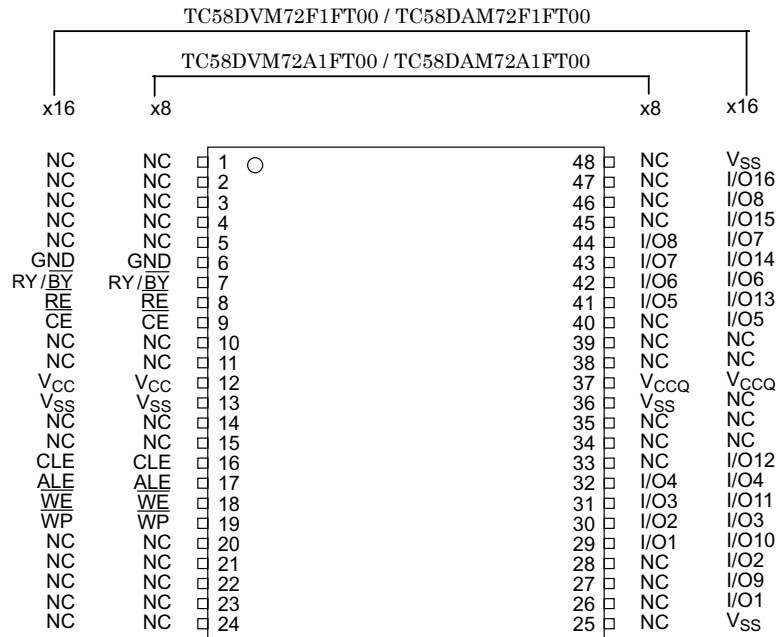 TC58DVM72F1FT00 / TC58DAM72F1FT00
TC58DVM72A1FT00 / TC58DAM72A1FT00
x16 x8 x8 x16
NC NC 1 48 NC VSS
NC NC 2 47 NC I/O16
NC NC 3 46 NC I/O8
NC NC 4 45 NC I/O15
NC NC 5 44 I/O8 I/O7
GND GND 6 43 I/O7 I/O14
RY/BY RY/BY 7 42 I/O6 I/O6
RE RE 8 41 I/O5 I/O13
CE CE 9 40 NC I/O5
NC NC 10 39 NC NC
NC NC 11 38 NC NC
VCC VCC 12 37 VCCQ VCCQ
VSS VSS 13 36 VSS NC
NC NC 14 35 NC NC
NC NC 15 34 NC NC
CLE CLE 16 33 NC I/O12
ALE ALE 17 32 I/O4 I/O4
WE WE 18 31 I/O3 I/O11
WP WP 19 30 I/O2 I/O3
NC NC 20 29 I/O1 I/O10
NC NC 21 28 NC I/O2
NC NC 22 27 NC I/O9
NC NC 23 26 NC I/O1
NC NC 24 25 NC VSS